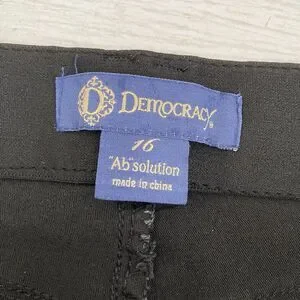 D DEMOCRACY®
16
"Ab"solution
made in china